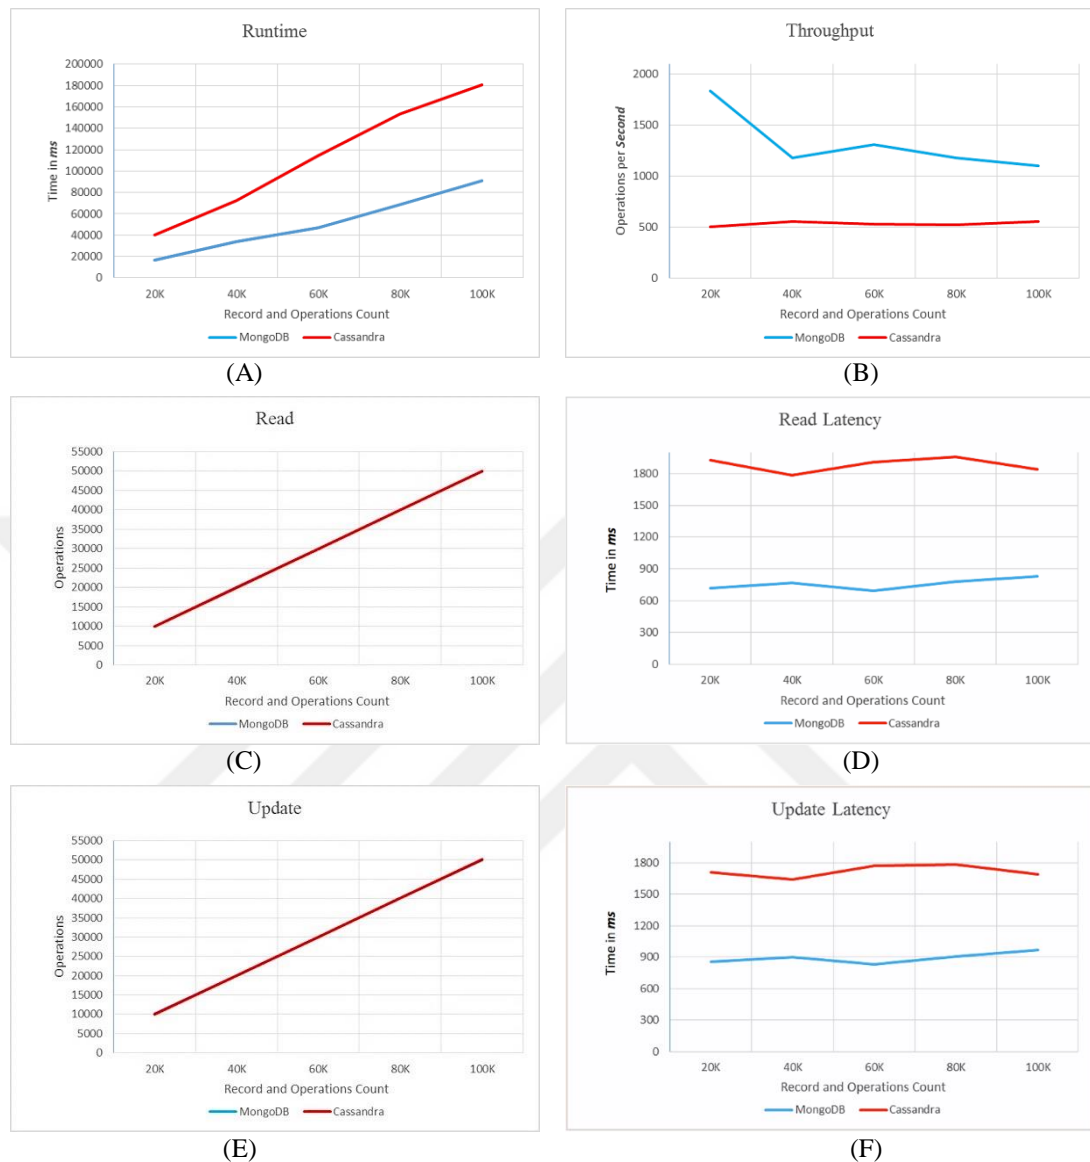 Runtime
200000
180000
160000
140000
120000
100000
80000
60000
40000
20000
0
Time in ms
20K 40K 60K 80K 100K
Record and Operations Count
MongoDB Cassandra
(A)
Throughput
2000
1500
1000
500
0
Operations per Second
20K 40K 60K 80K 100K
Record and Operations Count
MongoDB Cassandra
(B)
Read
55000
50000
45000
40000
35000
30000
25000
20000
15000
10000
5000
0
Operations
20K 40K 60K 80K 100K
Record and Operations Count
MongoDB Cassandra
(C)
Read Latency
1800
1500
1200
900
600
300
0
Time in ms
20K 40K 60K 80K 100K
Record and Operations Count
MongoDB Cassandra
(D)
Update
55000
50000
45000
40000
35000
30000
25000
20000
15000
10000
5000
0
Operations
20K 40K 60K 80K 100K
Record and Operations Count
MongoDB Cassandra
(E)
Update Latency
1800
1500
1200
900
600
300
0
Time in ms
20K 40K 60K 80K 100K
Record and Operations Count
MongoDB Cassandra
(F)